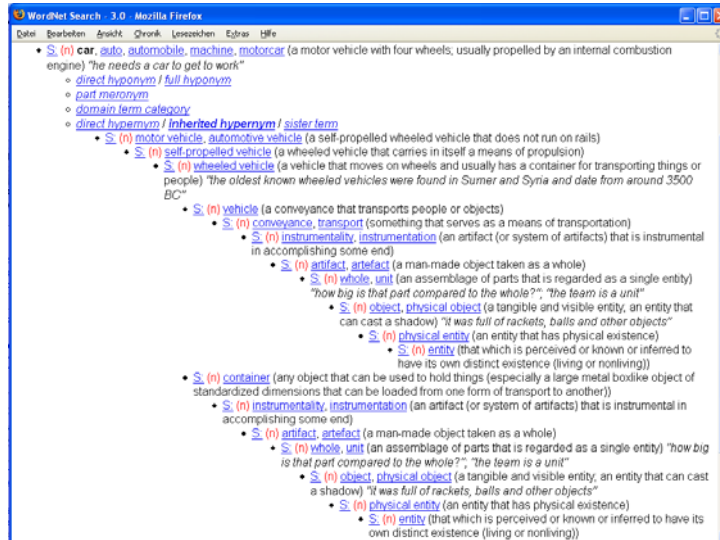 WordNet Search - 3.0 - Mozilla Firefox
Datei Bearbeiten Ansicht Chronik Lesezeichen Extras Hilfe
S: (n) car, auto, automobile, machine, motorcar (a motor vehicle with four wheels; usually propelled by an internal combustion
engine) "he needs a car to get to work"
direct hyponym / full hyponym
part meronym
domain term category
direct hypernym / inherited hypernym / sister term
S: (n) motor vehicle, automotive vehicle (a self-propelled wheeled vehicle that does not run on rails)
S: (n) self-propelled vehicle (a wheeled vehicle that carries in itself a means of propulsion)
S: (n) wheeled vehicle (a vehicle that moves on wheels and usually has a container for transporting things or
people) "the oldest known wheeled vehicles were found in Sumer and Syria and date from around 3500
BC"
S: (n) vehicle (a conveyance that transports people or objects)
S: (n) conveyance, transport (something that serves as a means of transportation)
S: (n) instrumentality, instrumentation (an artifact (or system of artifacts) that is instrumental
in accomplishing some end)
S: (n) artifact, artefact (a man-made object taken as a whole)
S: (n) whole, unit (an assemblage of parts that is regarded as a single entity)
"how big is that part compared to the whole?"; "the team is a unit"
S: (n) object, physical object (a tangible and visible entity; an entity that
can cast a shadow) "it was full of rackets, balls and other objects"
S: (n) physical entity (an entity that has physical existence)
S: (n) entity (that which is perceived or known or inferred to
have its own distinct existence (living or nonliving))
S: (n) container (any object that can be used to hold things (especially a large metal boxlike object of
standardized dimensions that can be loaded from one form of transport to another))
S: (n) instrumentality, instrumentation (an artifact (or system of artifacts) that is instrumental in
accomplishing some end)
S: (n) artifact, artefact (a man-made object taken as a whole)
S: (n) whole, unit (an assemblage of parts that is regarded as a single entity) "how big
is that part compared to the whole?"; "the team is a unit"
S: (n) object, physical object (a tangible and visible entity; an entity that can cast
a shadow) "it was full of rackets, balls and other objects"
S: (n) physical entity (an entity that has physical existence)
S: (n) entity (that which is perceived or known or inferred to have its
own distinct existence (living or nonliving))